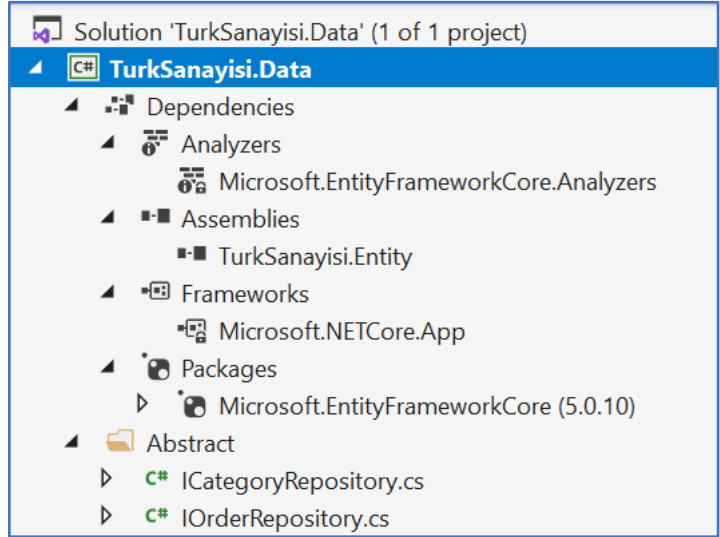 Solution 'TurkSanayisi.Data' (1 of 1 project)
C# TurkSanayisi.Data
Dependencies
Analyzers
Microsoft.EntityFrameworkCore.Analyzers
Assemblies
TurkSanayisi.Entity
Frameworks
Microsoft.NETCore.App
Packages
Microsoft.EntityFrameworkCore (5.0.10)
Abstract
C# ICategoryRepository.cs
C# IOrderRepository.cs